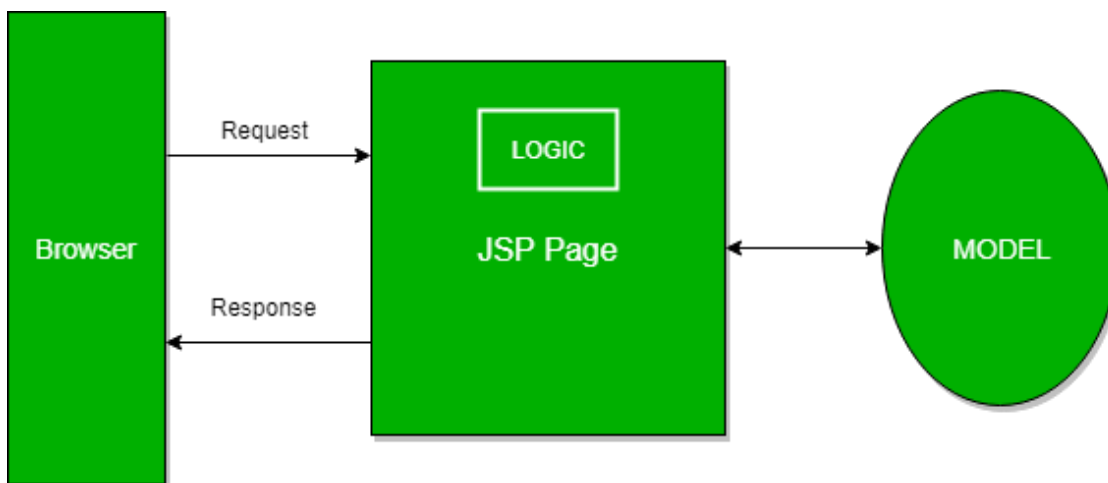 Request
LOGIC
Browser
JSP Page
MODEL
Response